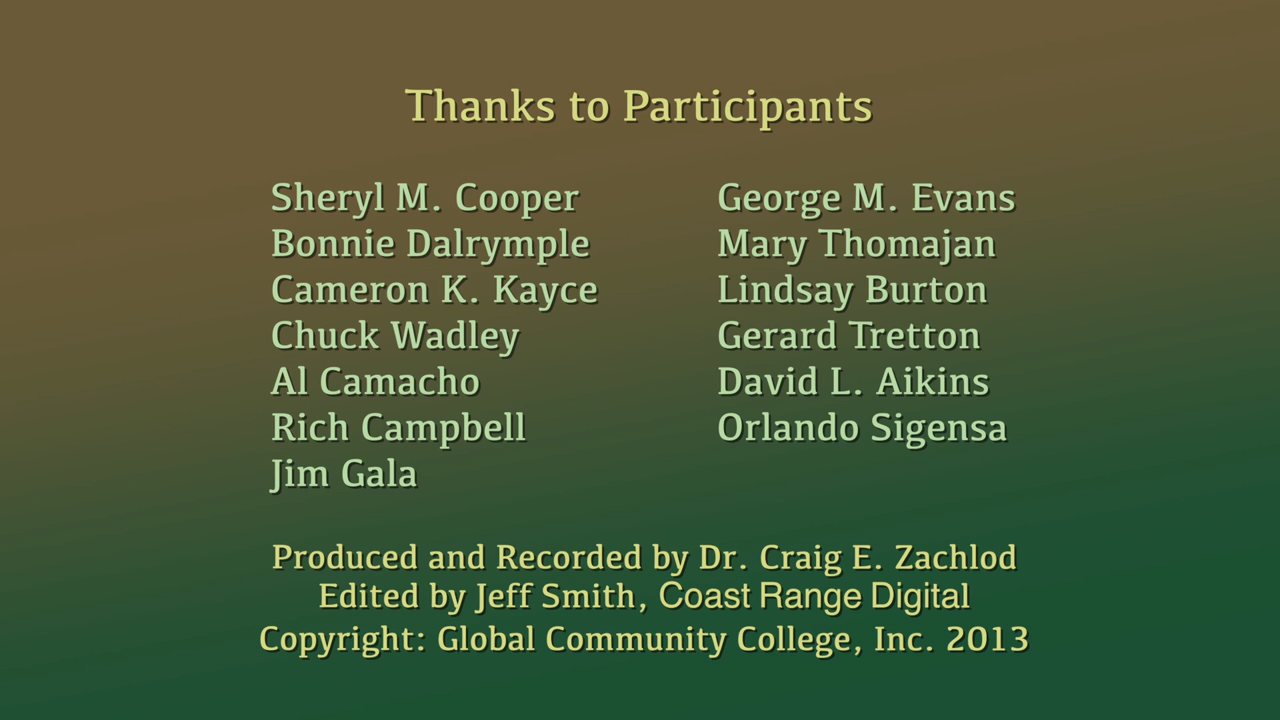 Thanks to Participants
Sheryl M. Cooper
Bonnie Dalrymple
Cameron K. Kayce
Chuck Wadley
Al Camacho
Rich Campbell
Jim Gala
George M. Evans
Mary Thomajan
Lindsay Burton
Gerard Tretton
David L. Aikins
Orlando Sigensa
Produced and Recorded by Dr. Craig E. Zachlod
Edited by Jeff Smith, Coast Range Digital
Copyright: Global Community College, Inc. 2013